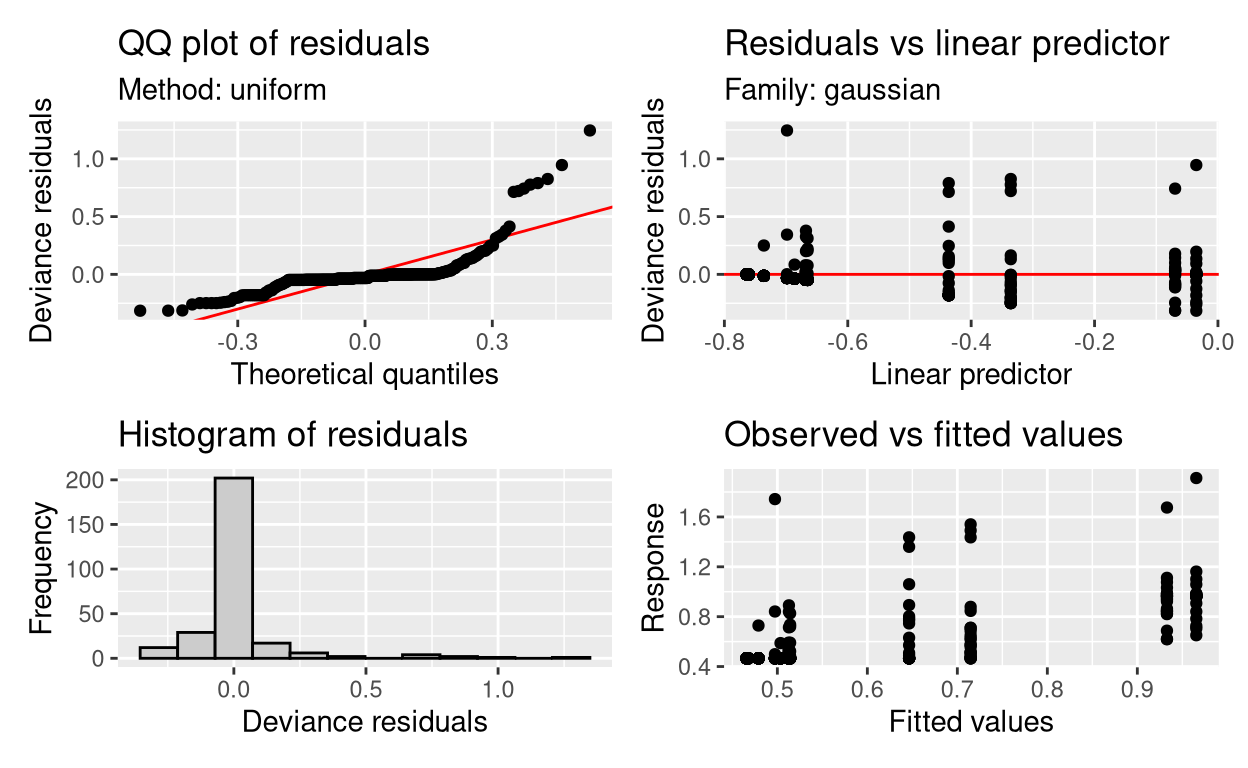 QQ plot of residuals
Method: uniform
Deviance residuals
1.0
0.5
0.0
-0.3
0.0
0.3
Theoretical quantiles
Residuals vs linear predictor
Family: gaussian
Deviance residuals
1.0
0.5
0.0
-0.8
-0.6
-0.4
-0.2
0.0
Linear predictor
Histogram of residuals
Frequency
200
150
100
50
0
0.0
0.5
1.0
Deviance residuals
Observed vs fitted values
Response
1.6
1.2
0.8
0.4
0.5
0.6
0.7
0.8
0.9
Fitted values